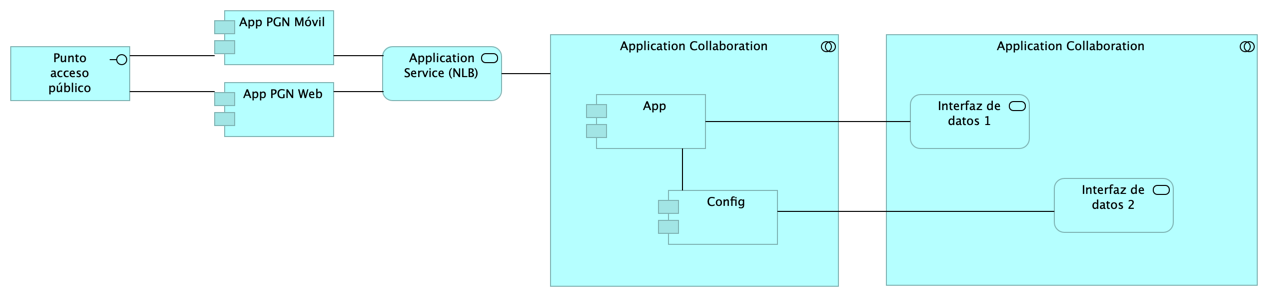 Punto
acceso
público
App PGN Móvil
App PGN Web
Application
Service (NLB)
Application Collaboration
App
Config
Application Collaboration
Interfaz de
datos 1
Interfaz de
datos 2